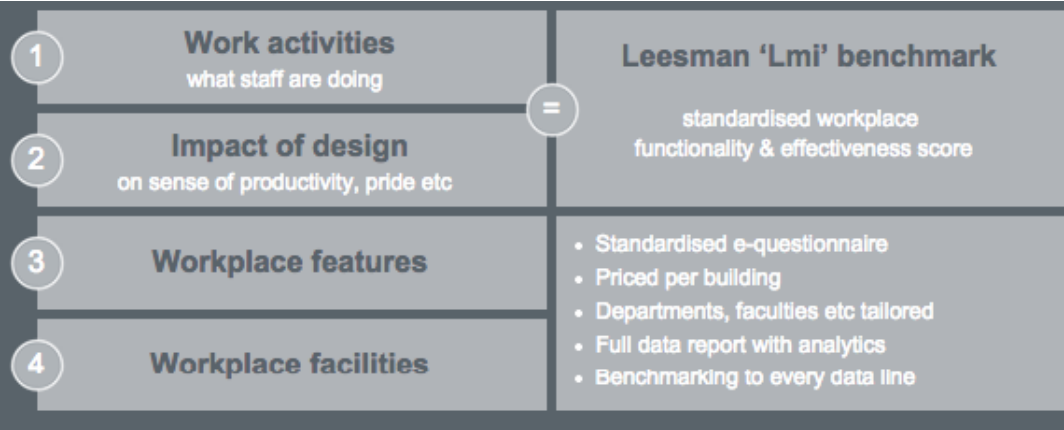 1
Work activities
what staff are doing
2
Impact of design
on sense of productivity, pride etc
3
Workplace features
4
Workplace facilities
=
Leesman ‘Lmi’ benchmark
standardised workplace
functionality & effectiveness score
• Standardised e-questionnaire
• Priced per building
• Departments, faculties etc tailored
• Full data report with analytics
• Benchmarking to every data line